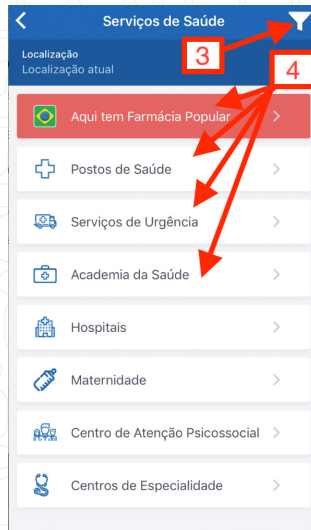 Serviços de Saúde
Localização
Localização atual
3
4
Aqui tem Farmácia Popular
Postos de Saúde
Serviços de Urgência
Academia da Saúde
Hospitais
Maternidade
Centro de Atenção Psicossocial
Centros de Especialidade